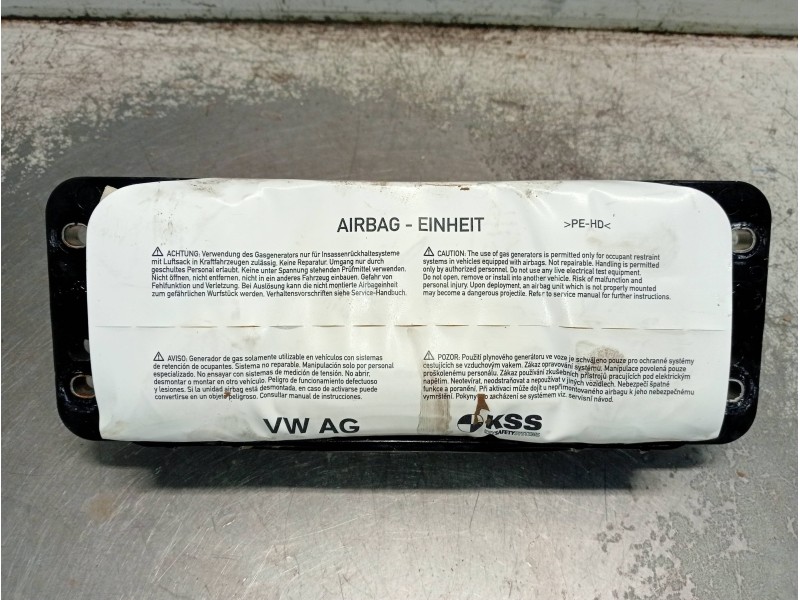 AIRBAG - EINHEIT
>PE-HD<
ACHTUNG: Verwendung des Gasgenerators nur für Insassenrückhaltesysteme
mit Luftsack in Kraftfahrzeugen zulässig. Keine Reparatur. Umgang nur durch
geschultes Personal erlaubt. Keine unter Spannung stehenden Prüfmittel verwenden.
Nicht öffnen, nicht entfernen, nicht in ein anderes Fahrzeug einbauen. Gefahr von
Fehlfunktion und Verletzung. Bei Auslösung kann die nicht montierte Airbageinheit
zum gefährlichen Wurfstück werden. Verhaltensvorschriften siehe Service-Handbuch.
CAUTION: The use of gas generators is permitted only for occupant restraint
systems in vehicles equipped with airbags. Not repairable. Handling is permitted
only by authorized personnel. Do not use any live electrical test equipment.
Do not open, remove or install into another vehicle. Risk of malfunction and
personal injury. Upon deployment, an airbag unit which is not properly mounted
may become a dangerous projectile. Refer to service manual for further instructions.
AVISO: Generador de gas solamente utilizable en vehículos con sistemas
de retención de ocupantes. Sistema no reparable. Manipulación solo por personal
especializado. No ensayar con sistemas de medición de tensión. No abrir,
desmontar o montar en otro vehículo. Peligro de funcionamiento defectuoso
y lesiones. Si la unidad airbag está desmontada, en caso de activarse puede
convertirse en un objeto peligroso. Consultar manual de instrucciones.
POZOR: Použití plynového generátoru ve voze je schváleno pouze pro ochranné systémy
cestujících se vzduchovým vakem. Zákaz opravování systému. Manipulace povolená pouze
proškolenému personálu. Zákaz používání zkušebních přístrojů pracujících pod elektrickým
napětím. Neotevírat, neodstraňovat a nepoužívat v jiných vozidlech. Nebezpečí špatné
funkce a poranění. Při aktivaci může dojít u nepřimontovaného airbagu k jeho nebezpečnému
vymrštění. Pokyny zacházení se systémem viz. servisní návod.
VW AG
KSS
SAFETY SYSTEMS